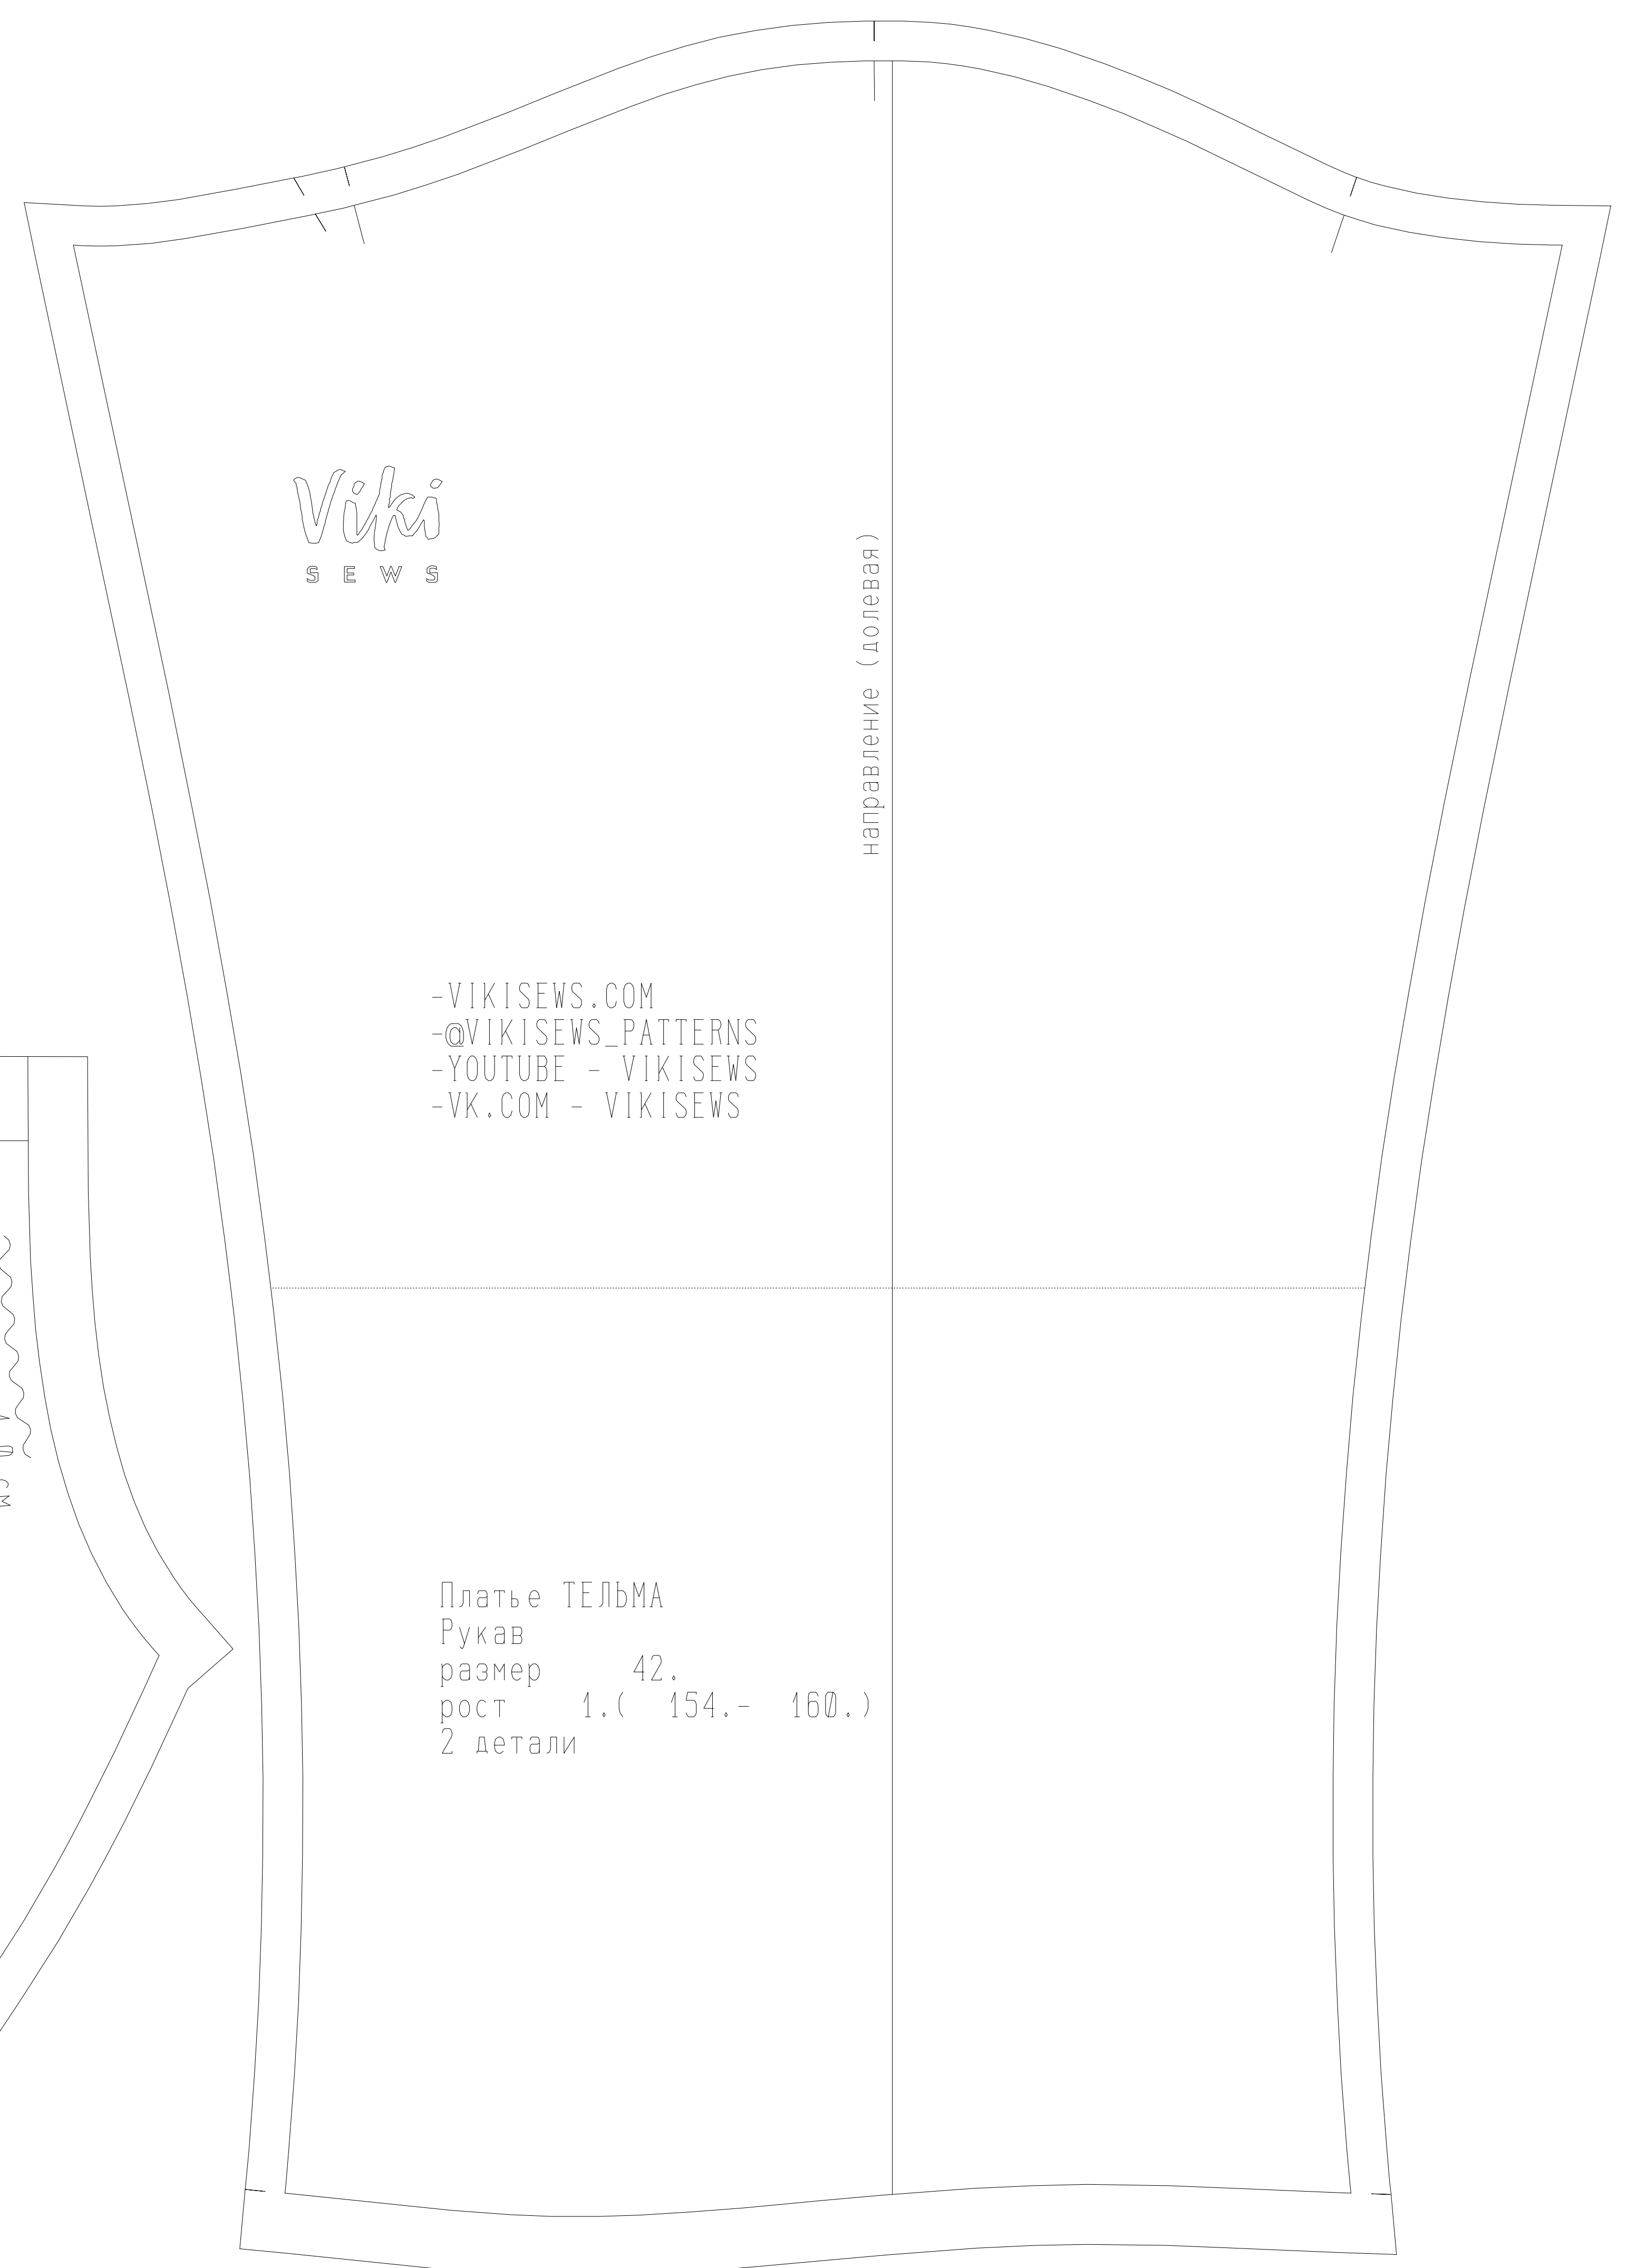 Viki
SEWS
направление (долевая)
-VIKISEWS.COM
-@VIKISEWS_PATTERNS
-YOUTUBE - VIKISEWS
-VK.COM - VIKISEWS
см
Платье ТЕЛЬМА
Рукав
размер 42.
рост 1.( 154.- 160.)
2 детали